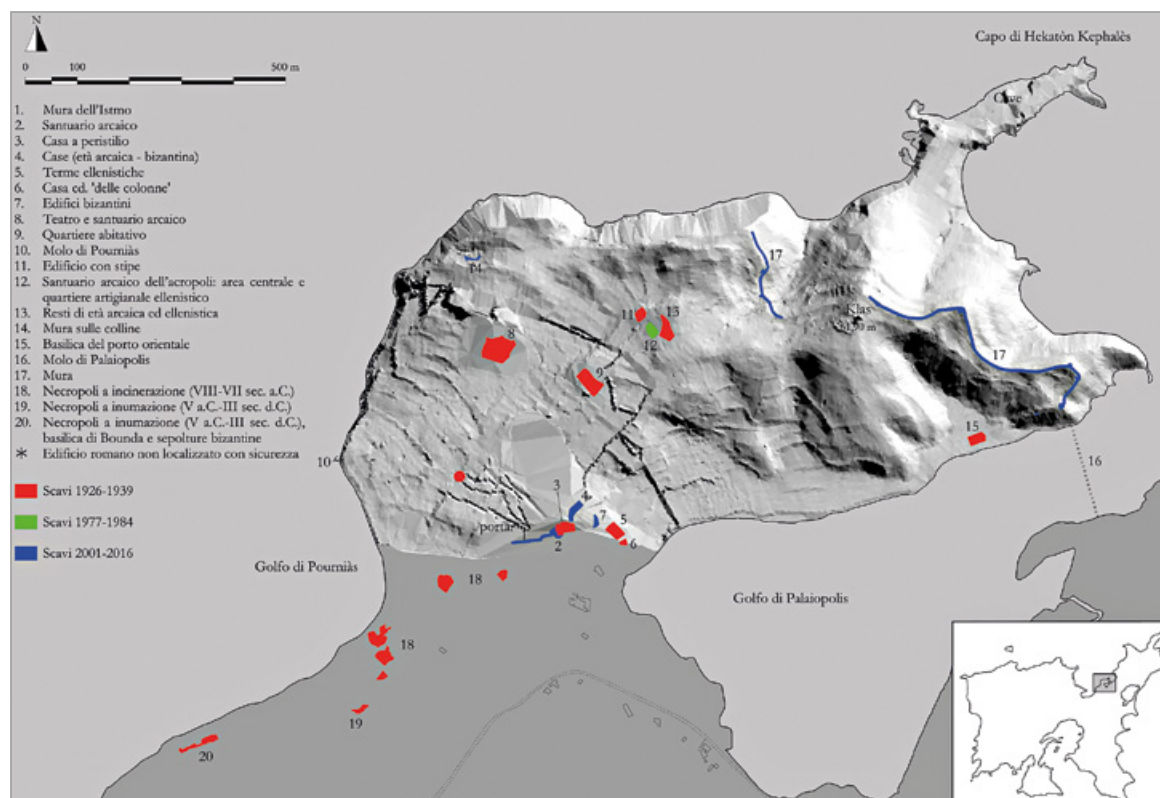 N
0 100 500 m
Capo di Hekatòn Kephalès
1. Mura dell'Istmo
2. Santuario arcaico
3. Casa a peristilio
4. Case (età arcaica - bizantina)
5. Terme ellenistiche
6. Casa cd. 'delle colonne'
7. Edifici bizantini
8. Teatro e santuario arcaico
9. Quartiere abitativo
10. Molo di Pourniàs
11. Edificio con stipe
12. Santuario arcaico dell'acropoli: area centrale e
quartiere artigianale ellenistico
13. Resti di età arcaica ed ellenistica
14. Mura sulle colline
15. Basilica del porto orientale
16. Molo di Palaiopolis
17. Mura
18. Necropoli a incinerazione (VIII-VII sec. a.C.)
19. Necropoli a inumazione (V a.C.-III sec. d.C.)
20. Necropoli a inumazione (V a.C.-III sec. d.C.),
basilica di Bounda e sepolture bizantine
* Edificio romano non localizzato con sicurezza
Scavi 1926-1939
Scavi 1977-1984
Scavi 2001-2016
17
14
Klas
11
13
8
12
17
9
15
10
16
3
4
porta
1
7
5
2
6
Golfo di Pourniàs
18
Golfo di Palaiopolis
18
19
20